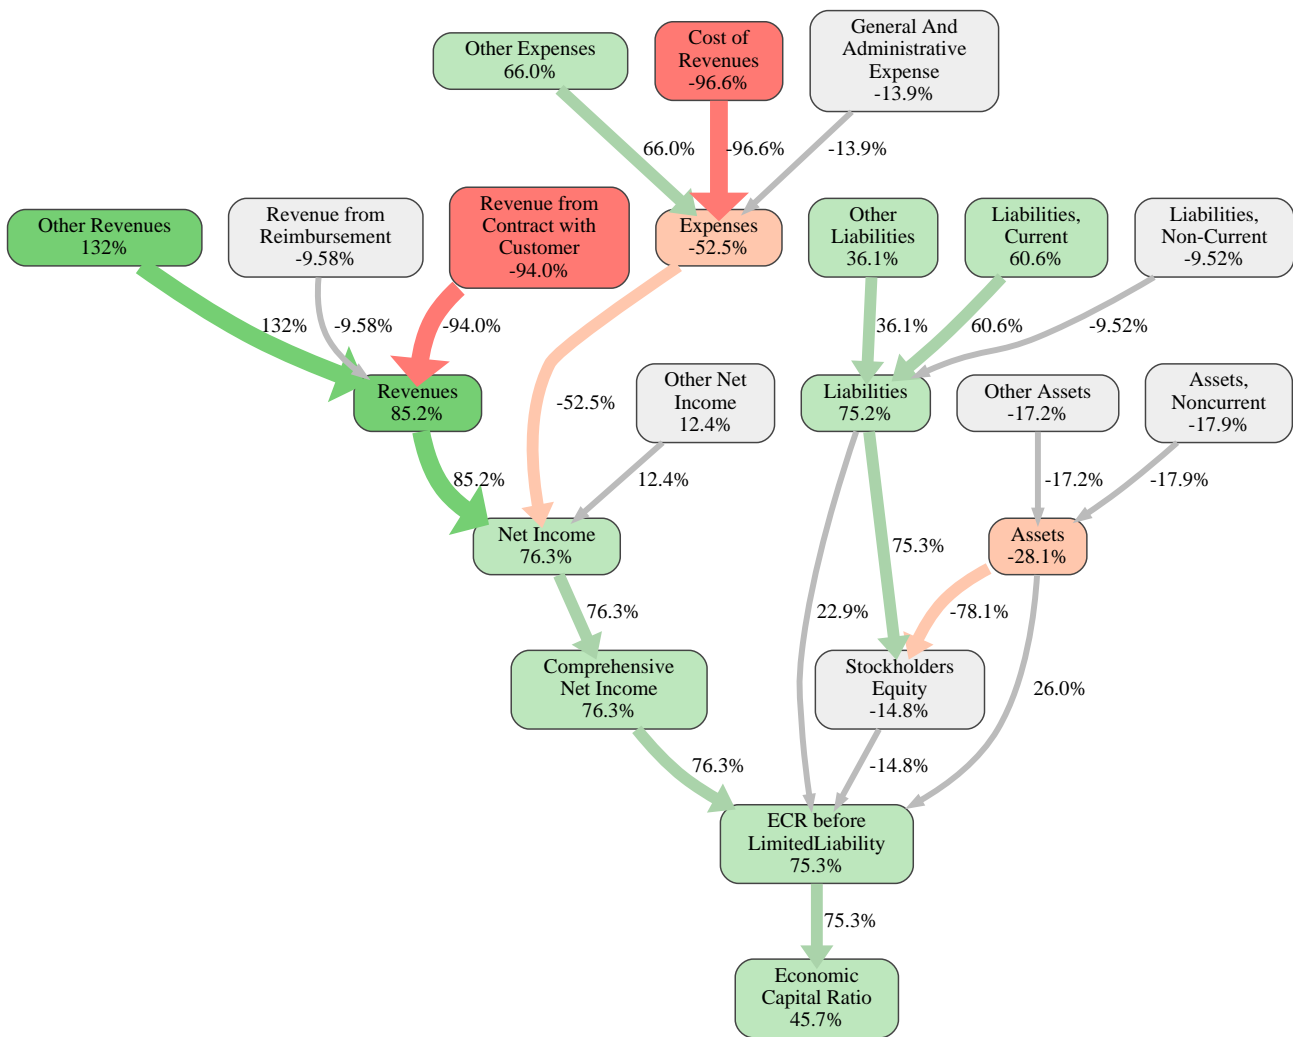 Other Expenses
66.0%
Cost of
Revenues
-96.6%
General And
Administrative
Expense
-13.9%
66.0%
-96.6%
-13.9%
Other Revenues
132%
Revenue from
Reimbursement
-9.58%
Revenue from
Contract with
Customer
-94.0%
Expenses
-52.5%
Other
Liabilities
36.1%
Liabilities,
Current
60.6%
Liabilities,
Non-Current
-9.52%
132%
-9.58%
-94.0%
36.1%
60.6%
-9.52%
Revenues
85.2%
-52.5%
Other Net
Income
12.4%
Liabilities
75.2%
Other Assets
-17.2%
Assets,
Noncurrent
-17.9%
85.2%
12.4%
-17.2%
-17.9%
Net Income
76.3%
75.3%
Assets
-28.1%
76.3%
22.9%
-78.1%
Comprehensive
Net Income
76.3%
Stockholders
Equity
-14.8%
26.0%
76.3%
-14.8%
ECR before
LimitedLiability
75.3%
75.3%
Economic
Capital Ratio
45.7%